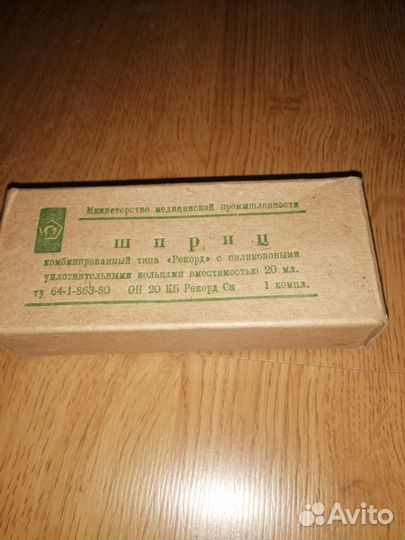 Министерство медицинской промышленности
шприц
комбинированный типа «Рекорд» с силиконовыми
уплотнительными кольцами вместимостью 20 мл.
ту 64-1-863-80 ОН 20 КБ Рекорд Ск 1 компл.
Avito